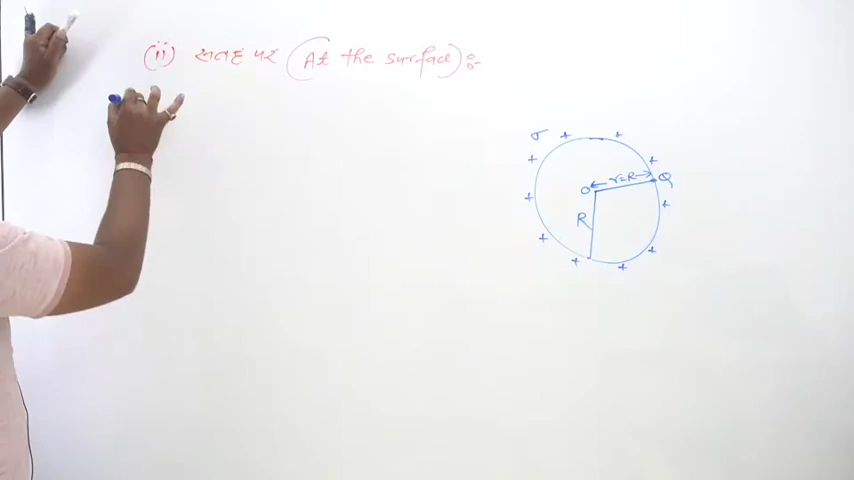 (ii) सतह पर (At the surface):-
σ + +
+ +
← r=R → Q
+ O +
R
+ +
+ +